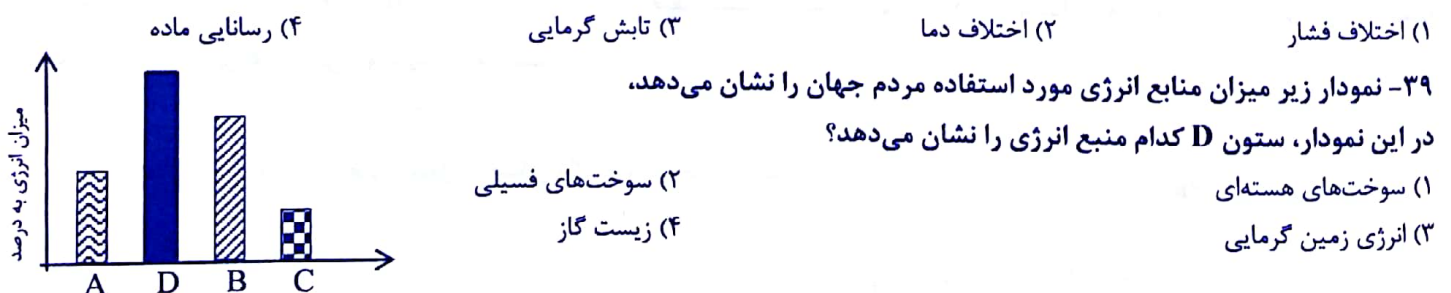 ۱) اختلاف فشار ۲) اختلاف دما ۳) تابش گرمایی ۴) رسانایی ماده
۳۹- نمودار زیر میزان منابع انرژی مورد استفاده مردم جهان را نشان می‌دهد،
در این نمودار، ستون D کدام منبع انرژی را نشان می‌دهد؟
۱) سوخت‌های هسته‌ای ۲) سوخت‌های فسیلی
۳) انرژی زمین گرمایی ۴) زیست گاز
میزان انرژی به درصد
A D B C